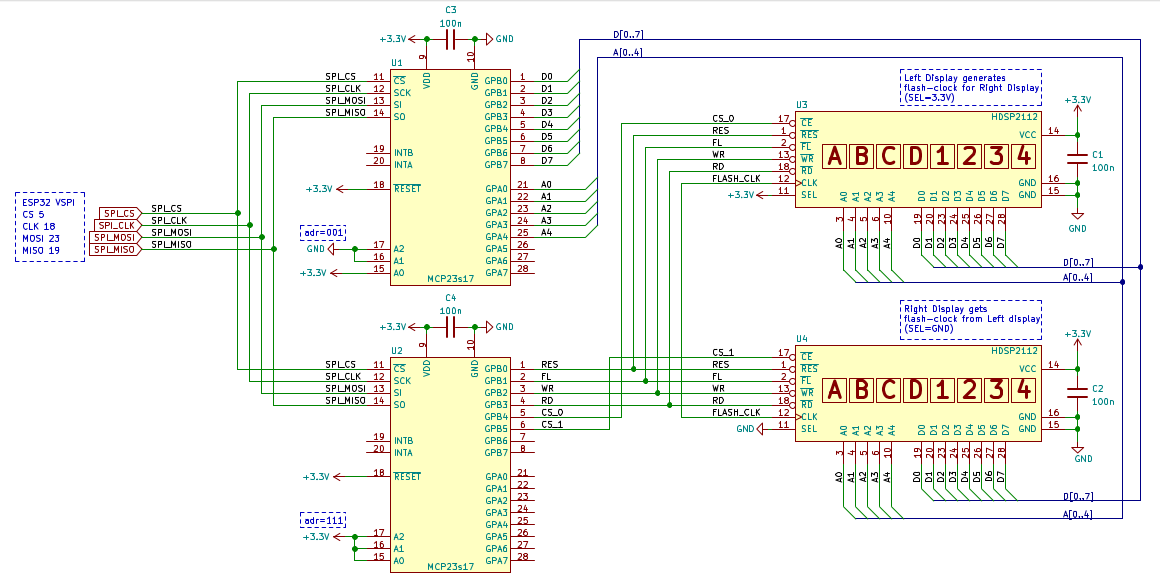 ESP32 VSPI
CS 5
CLK 18
MOSI 23
MISO 19
SPI_CS SPI_CS
SPI_CLK SPI_CLK
SPI_MOSI SPI_MOSI
SPI_MISO SPI_MISO
C3
100n
+3.3V GND
9 10
U1
VDD GND
SPI_CS 11 CS GPB0 1 D0
SPI_CLK 12 SCK GPB1 2 D1
SPI_MOSI 13 SI GPB2 3 D2
SPI_MISO 14 SO GPB3 4 D3
GPB4 5 D4
GPB5 6 D5
19 INTB GPB6 7 D6
20 INTA GPB7 8 D7
+3.3V 18 RESET GPA0 21 A0
GPA1 22 A1
GPA2 23 A2
GPA3 24 A3
adr=001 GPA4 25 A4
GND 17 A2 GPA5 26
16 A1 GPA6 27
+3.3V 15 A0 GPA7 28
MCP23s17
C4
100n
+3.3V GND
9 10
U2
VDD GND
SPI_CS 11 CS GPB0 1 RES
SPI_CLK 12 SCK GPB1 2 FL
SPI_MOSI 13 SI GPB2 3 WR
SPI_MISO 14 SO GPB3 4 RD
GPB4 5 CS_0
GPB5 6 CS_1
19 INTB GPB6 7
20 INTA GPB7 8
+3.3V 18 RESET GPA0 21
GPA1 22
GPA2 23
GPA3 24
adr=111 GPA4 25
+3.3V 17 A2 GPA5 26
16 A1 GPA6 27
15 A0 GPA7 28
MCP23s17
D[0..7]
A[0..4]
Left Display generates
flash-clock for Right Display
(SEL=3.3V)
U3
HDSP2112
CS_0 17 CE
RES 1 RES
FL 2 FL
WR 13 WR
RD 18 RD
FLASH_CLK 12 CLK
+3.3V 11 SEL
A B C D 1 2 3 4
+3.3V
VCC 14
C1
100n
GND 16
GND 15
GND
A0 A1 A2 A3 A4 D0 D1 D2 D3 D4 D5 D6 D7
3 4 5 6 10 19 20 23 24 25 26 27 28
A0 A1 A2 A3 A4 D0 D1 D2 D3 D4 D5 D6 D7
D[0..7]
A[0..4]
Right Display gets
flash-clock from Left display
(SEL=GND)
U4
HDSP2112
CS_1 17 CE
RES 1 RES
FL 2 FL
WR 13 WR
RD 18 RD
FLASH_CLK 12 CLK
GND 11 SEL
A B C D 1 2 3 4
+3.3V
VCC 14
C2
100n
GND 16
GND 15
GND
A0 A1 A2 A3 A4 D0 D1 D2 D3 D4 D5 D6 D7
3 4 5 6 10 19 20 23 24 25 26 27 28
A0 A1 A2 A3 A4 D0 D1 D2 D3 D4 D5 D6 D7
D[0..7]
A[0..4]